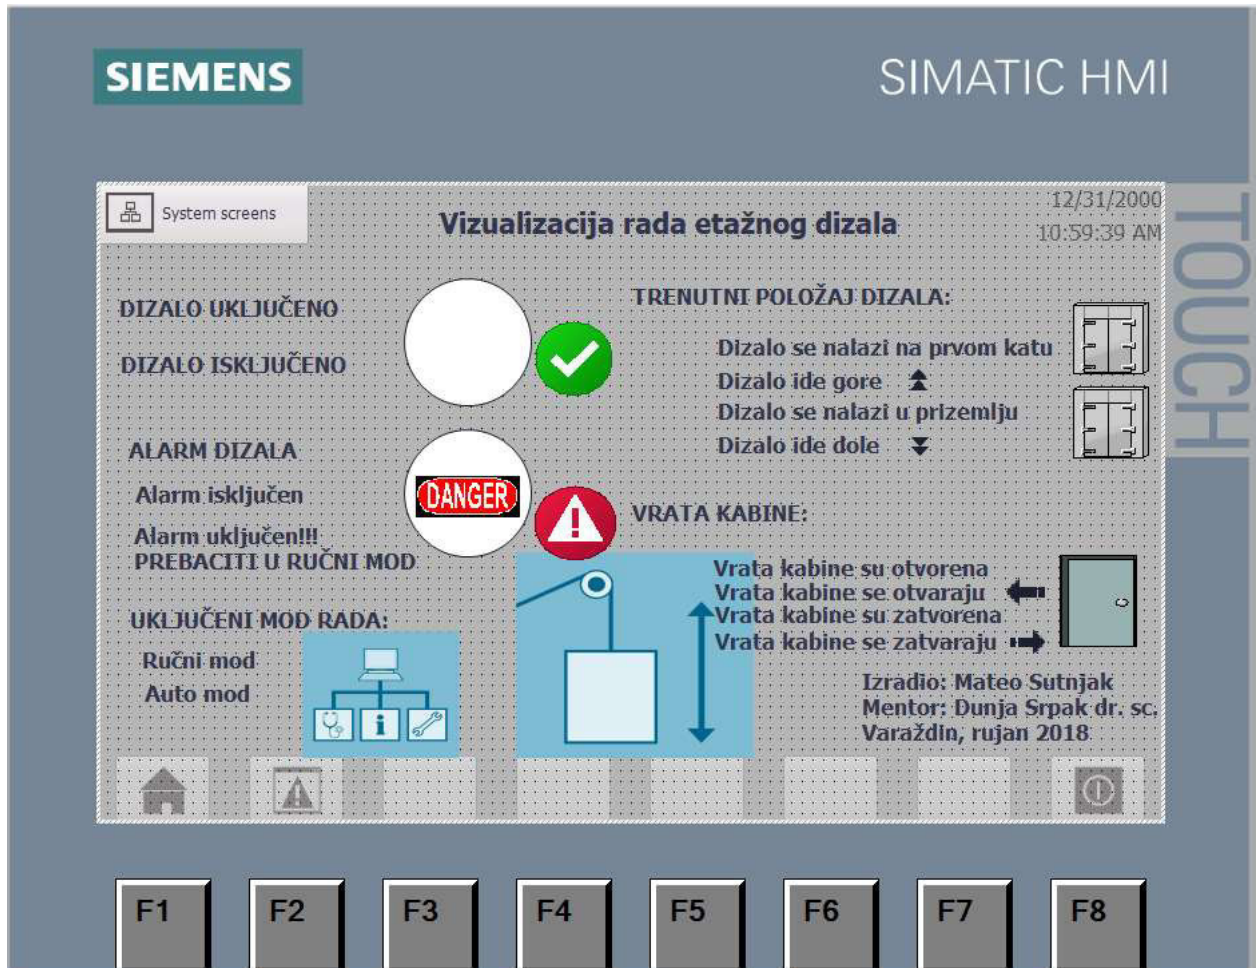 SIEMENS
SIMATIC HMI
TOUCH
System screens
Vizualizacija rada etažnog dizala
12/31/2000
10:59:39 AM
DIZALO UKLJUČENO
DIZALO ISKLJUČENO
ALARM DIZALA
Alarm isključen
Alarm uključen!!!
PREBACITI U RUČNI MOD
DANGER
UKLJUČENI MOD RADA:
Ručni mod
Auto mod
TRENUTNI POLOŽAJ DIZALA:
Dizalo se nalazi na prvom katu
Dizalo ide gore
Dizalo se nalazi u prizemlju
Dizalo ide dole
VRATA KABINE:
Vrata kabine su otvorena
Vrata kabine se otvaraju
Vrata kabine su zatvorena
Vrata kabine se zatvaraju
Izradio: Mateo Sutnjak
Mentor: Dunja Srpak dr. sc.
Varaždin, rujan 2018
F1
F2
F3
F4
F5
F6
F7
F8